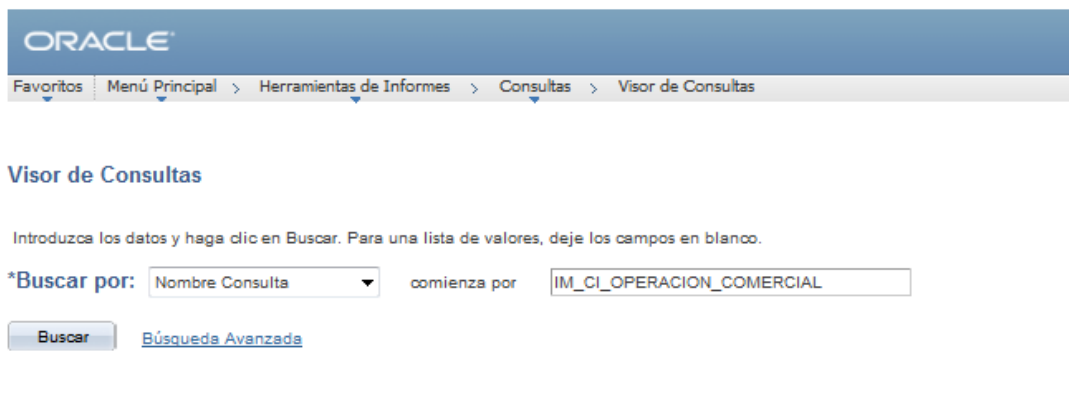 ORACLE
Favoritos Menú Principal > Herramientas de Informes > Consultas > Visor de Consultas
Visor de Consultas
Introduzca los datos y haga clic en Buscar. Para una lista de valores, deje los campos en blanco.
*Buscar por: Nombre Consulta comienza por IM_CI_OPERACION_COMERCIAL
Buscar Búsqueda Avanzada